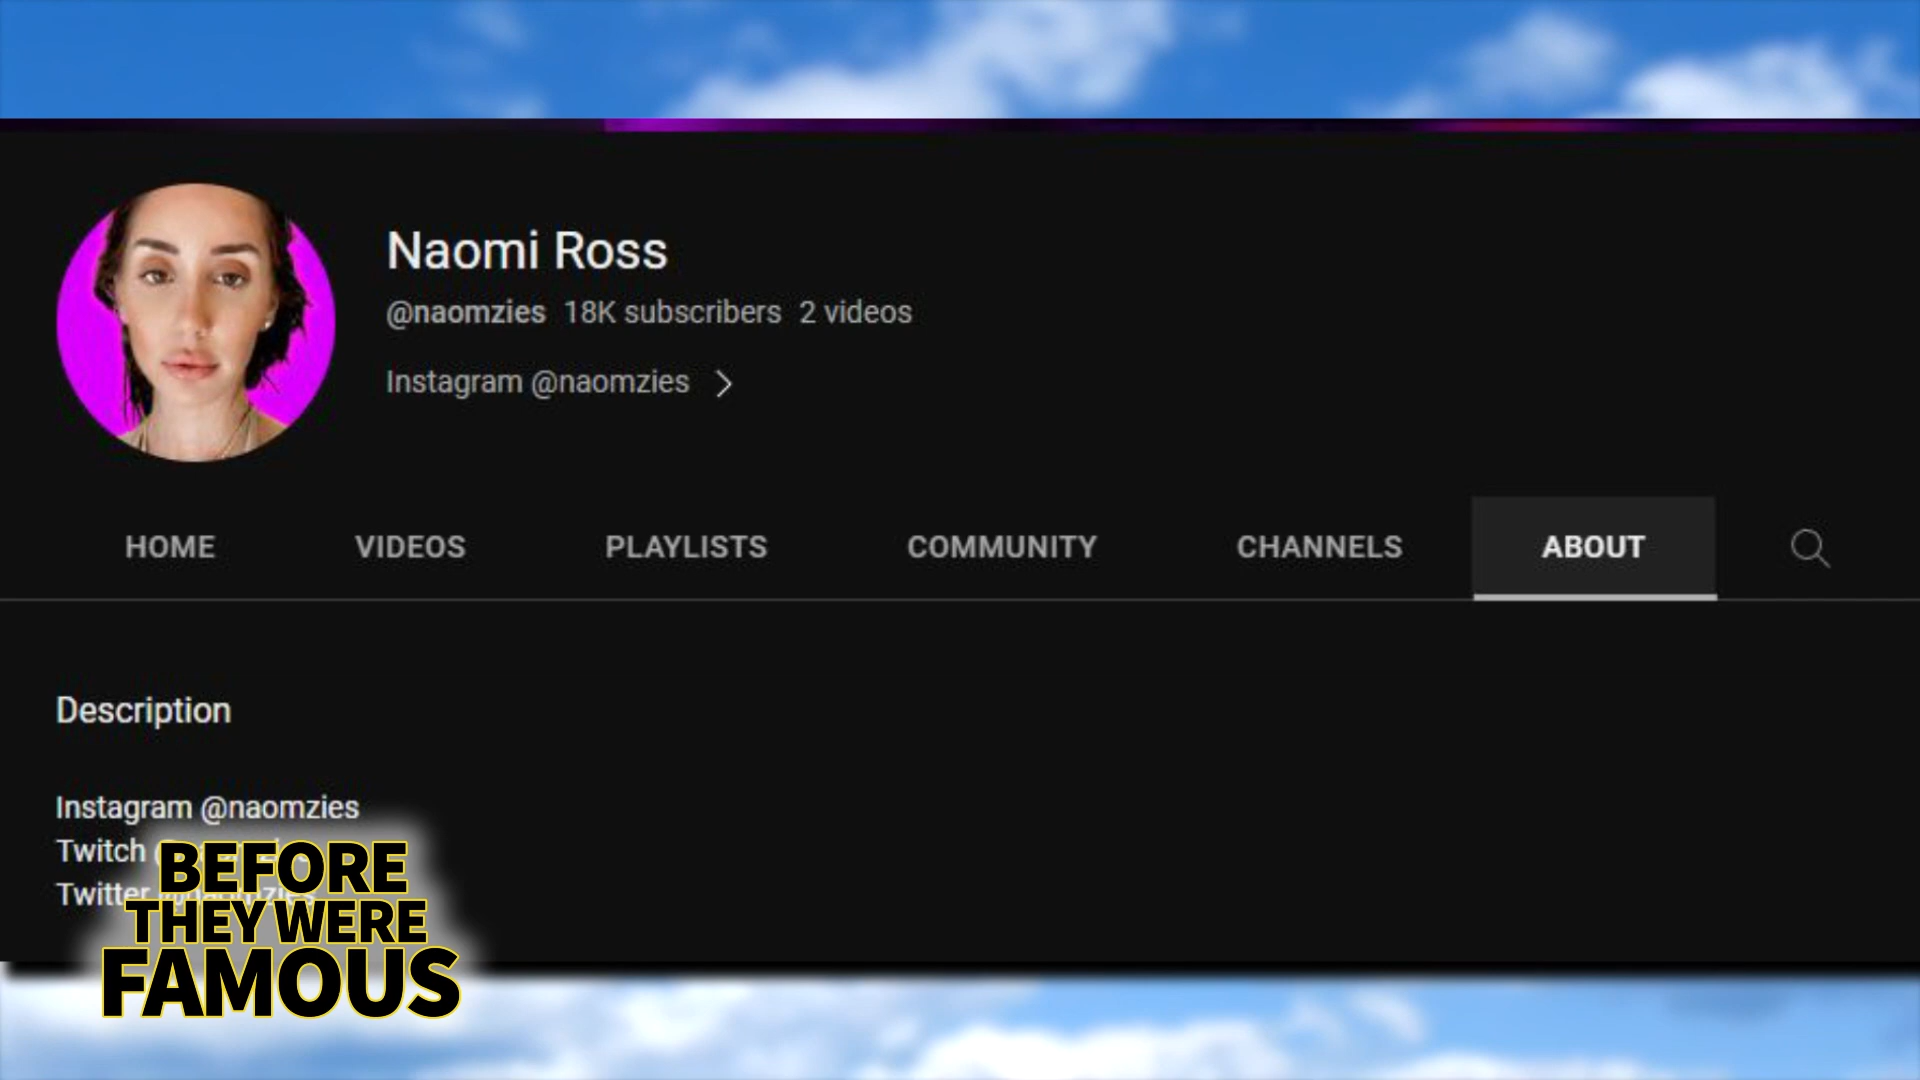 Naomi Ross
@naomzies 18K subscribers 2 videos
Instagram @naomzies
HOME VIDEOS PLAYLISTS COMMUNITY CHANNELS ABOUT
Description
Instagram @naomzies
Twitch
Twitter @naomzies
BEFORE
THEY WERE
FAMOUS